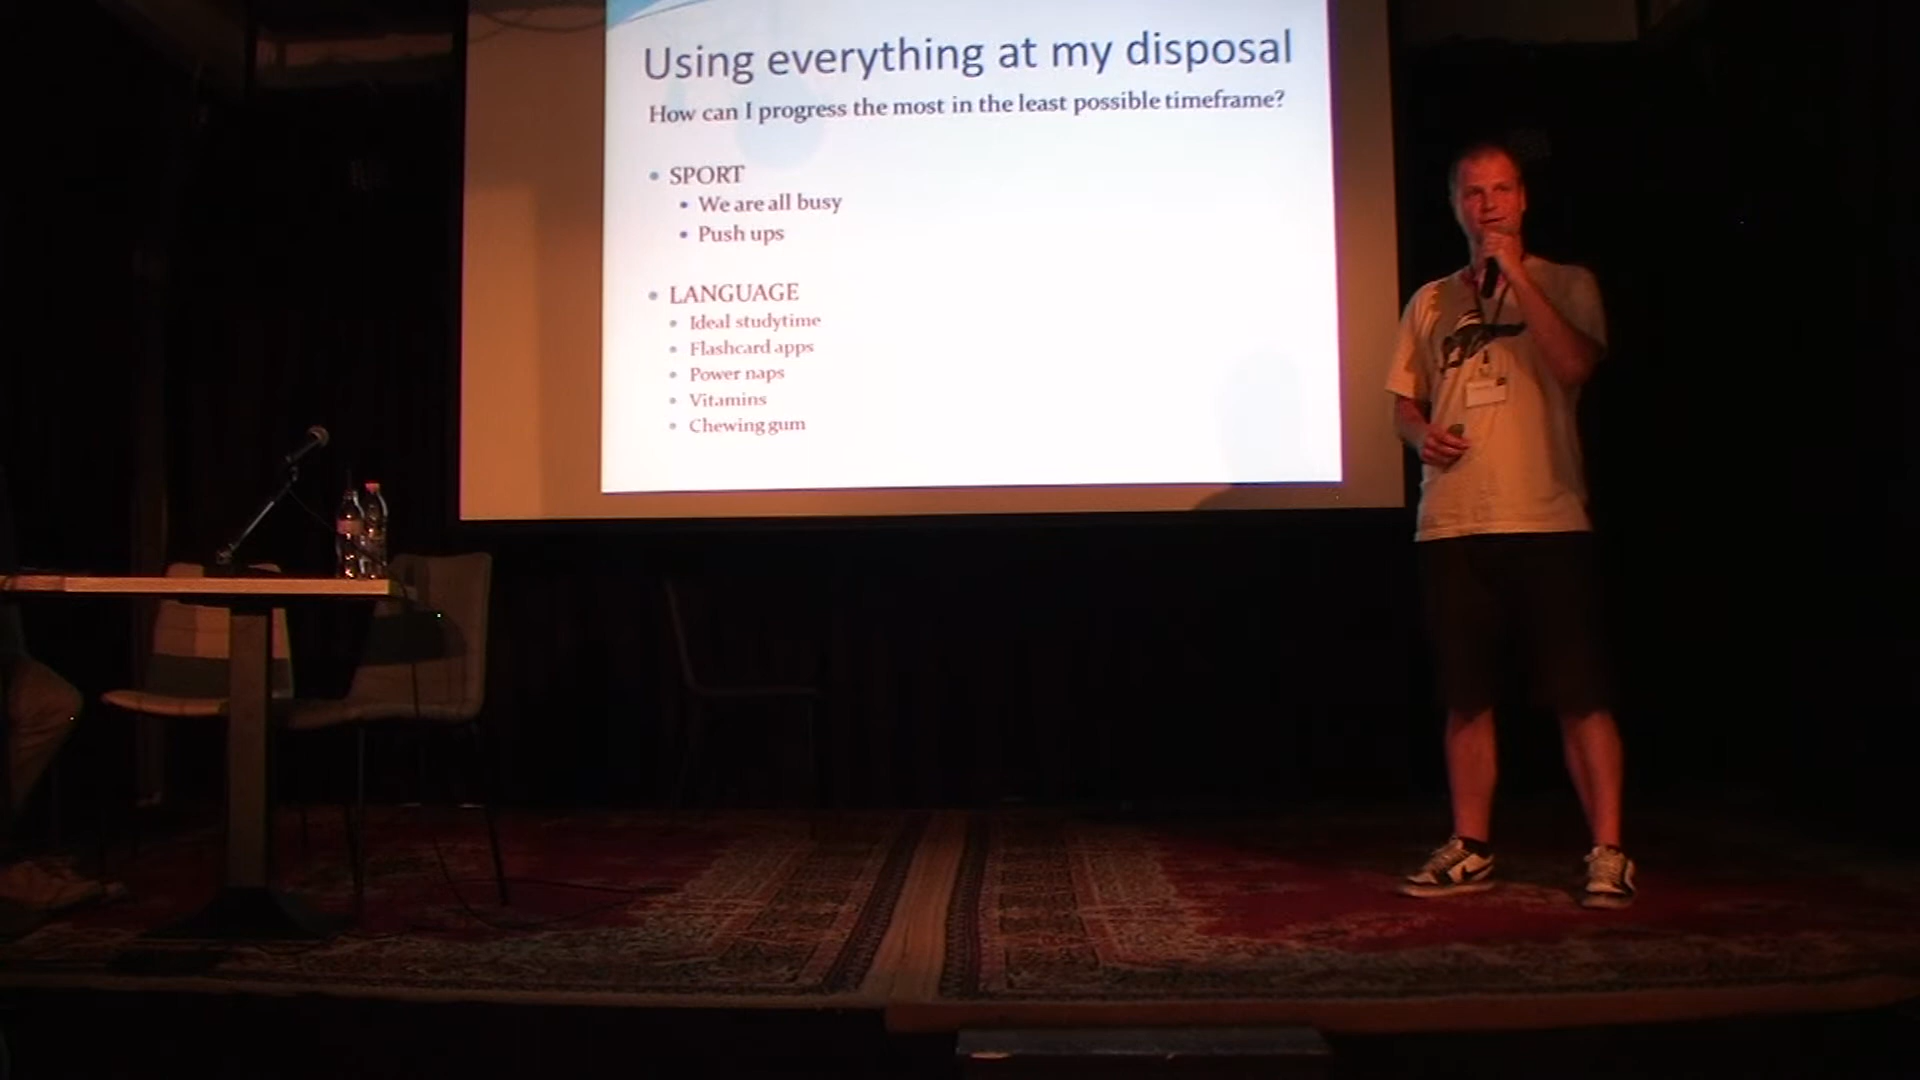 Using everything at my disposal
How can I progress the most in the least possible timeframe?
• SPORT
• We are all busy
• Push ups
• LANGUAGE
• Ideal studytime
• Flashcard apps
• Power naps
• Vitamins
• Chewing gum